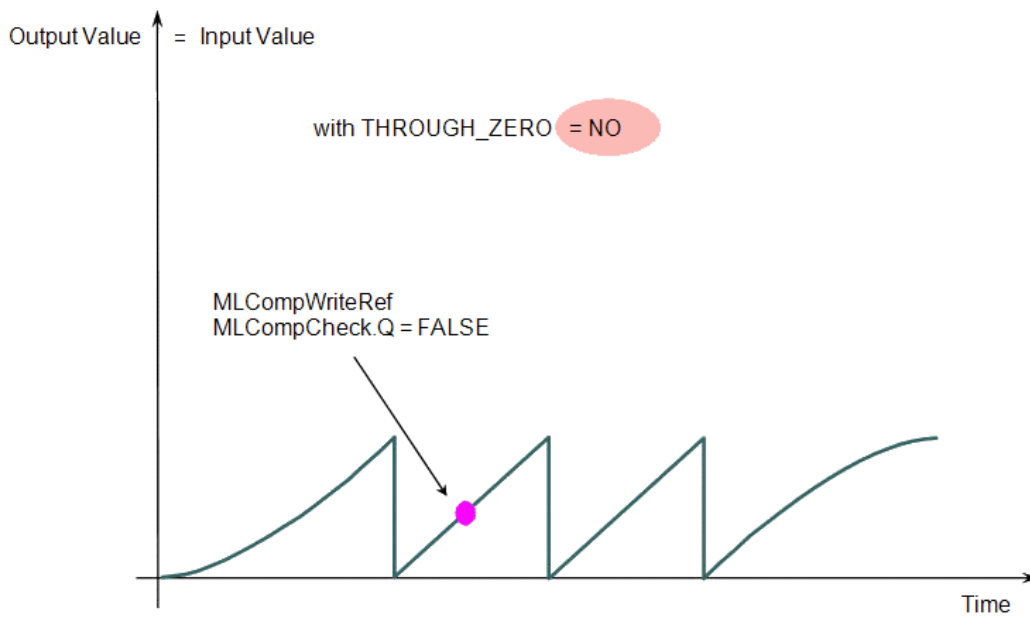 Output Value = Input Value
with THROUGH_ZERO = NO
MLCompWriteRef
MLCompCheck.Q = FALSE
Time